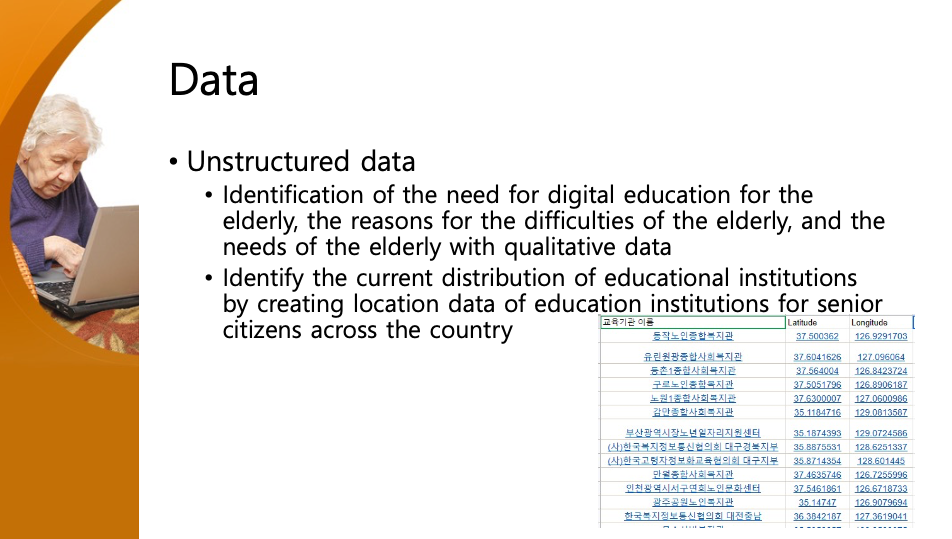 Data
• Unstructured data
• Identification of the need for digital education for the
elderly, the reasons for the difficulties of the elderly, and the
needs of the elderly with qualitative data
• Identify the current distribution of educational institutions
by creating location data of education institutions for senior
citizens across the country
교육기관 이름 Latitude Longitude
동작노인종합복지관 37.500362 126.9291703
유린원광종합사회복지관 37.6041626 127.096064
등촌1종합사회복지관 37.564004 126.8423724
구로노인종합복지관 37.5051796 126.8906187
노원1종합사회복지관 37.6300007 127.0600986
감만종합사회복지관 35.1184716 129.0813587
부산광역시장노년일자리지원센터 35.1874393 129.0724586
(사)한국복지정보통신협의회 대구경북지부 35.8875531 128.6251337
(사)한국고령자정보화교육협의회 대구지부 35.8714354 128.601445
만월종합사회복지관 37.4635746 126.7255996
인천광역시서구연희노인문화센터 37.5461861 126.6718733
광주공원노인복지관 35.14747 126.9079694
한국복지정보통신협의회 대전충남 36.3842187 127.3619041